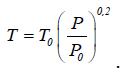 T = T₀ (P / P₀)^0,2 .